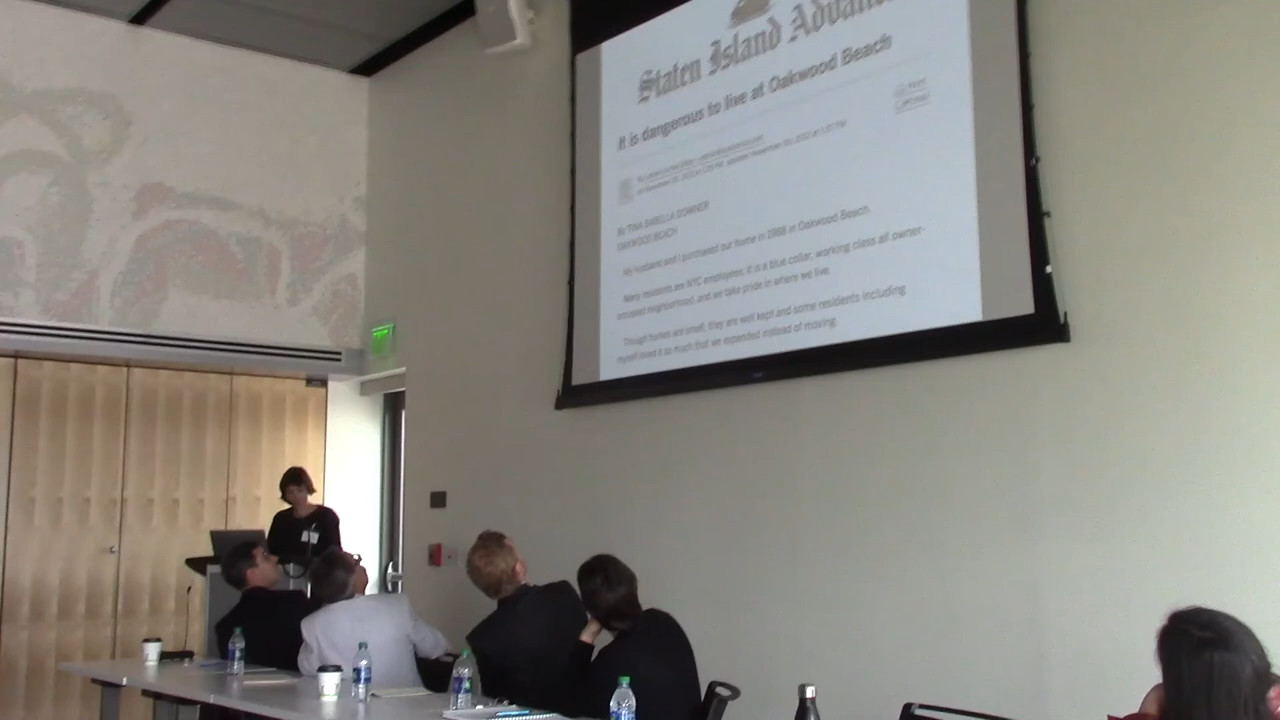 Staten Island Advance
It is dangerous to live at Oakwood Beach
By TINA BABELLA DOWNER
OAKWOOD BEACH
My husband and I purchased our home in 1988 at Oakwood Beach.
Many residents are NYC employees; it is a blue collar, working class all owner-
occupied neighborhood, and we take pride in where we live.
Though homes are small, they are well kept and some residents including
myself loved it so much that we expanded instead of moving.